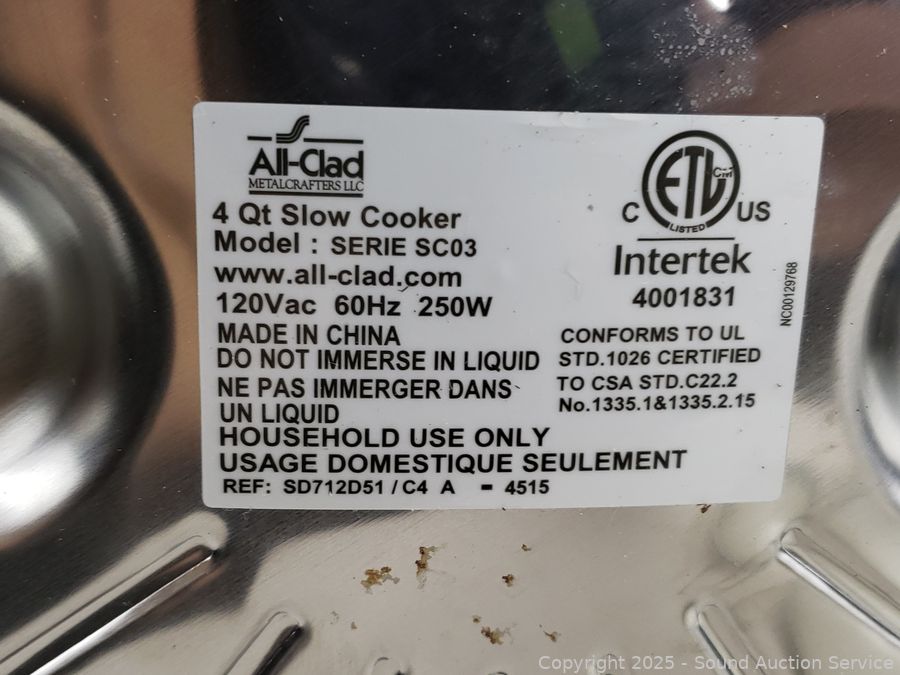 All-Clad
METALCRAFTERS LLC
4 Qt Slow Cooker
Model : SERIE SC03
www.all-clad.com
120Vac 60Hz 250W
MADE IN CHINA
DO NOT IMMERSE IN LIQUID
NE PAS IMMERGER DANS
UN LIQUID
HOUSEHOLD USE ONLY
USAGE DOMESTIQUE SEULEMENT
REF: SD712D51 / C4 A - 4515
ETL CM
C US
LISTED
Intertek
4001831
CONFORMS TO UL
STD.1026 CERTIFIED
TO CSA STD.C22.2
No.1335.1&1335.2.15
NC00129768
Copyright 2025 - Sound Auction Service